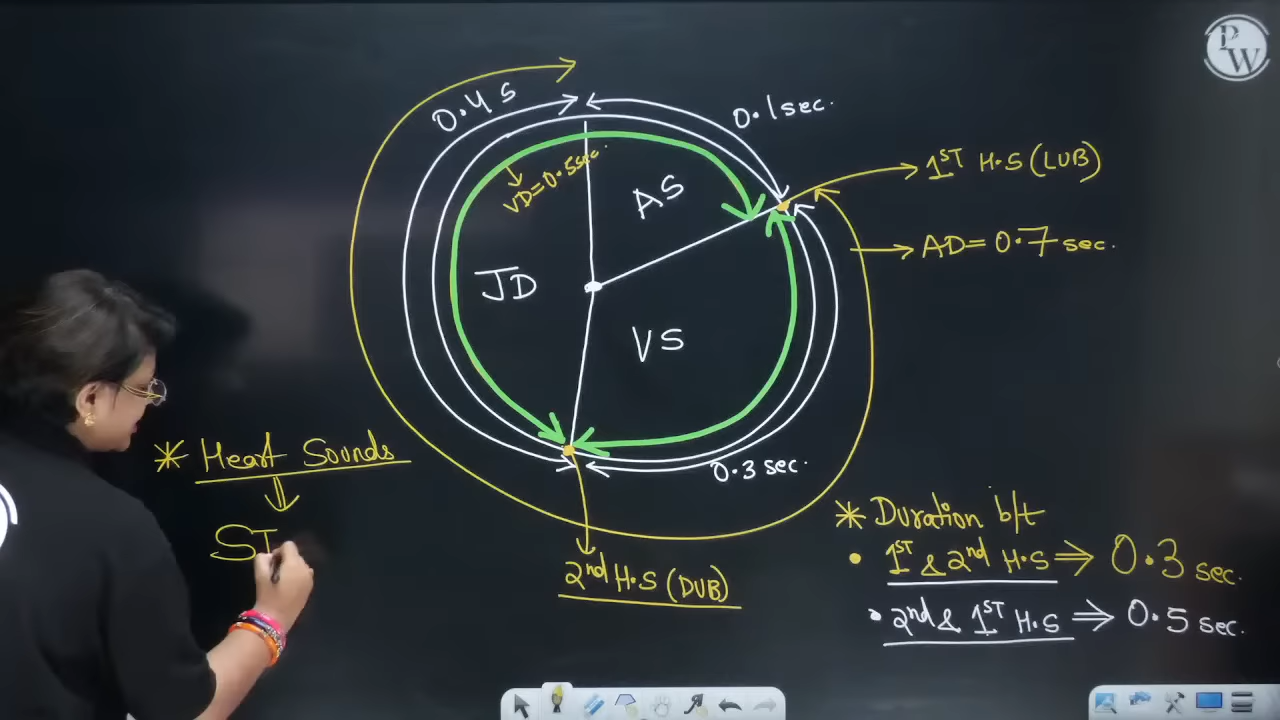 PW
0.4 s
0.1 sec.
VD=0.5sec.
AS
1ST H.S (LUB)
AD=0.7 sec.
JD
VS
0.3 sec.
* Heart Sounds
ST
2nd H.S (DUB)
* Duration b/t
• 1ST & 2nd H.S ⇒ 0.3 sec.
• 2nd & 1ST H.S ⇒ 0.5 sec.